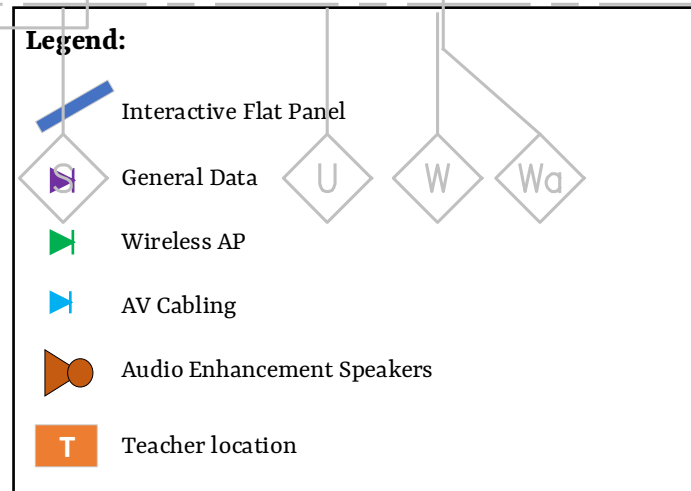 Legend:
Interactive Flat Panel
S General Data U W Wa
Wireless AP
AV Cabling
Audio Enhancement Speakers
T Teacher location